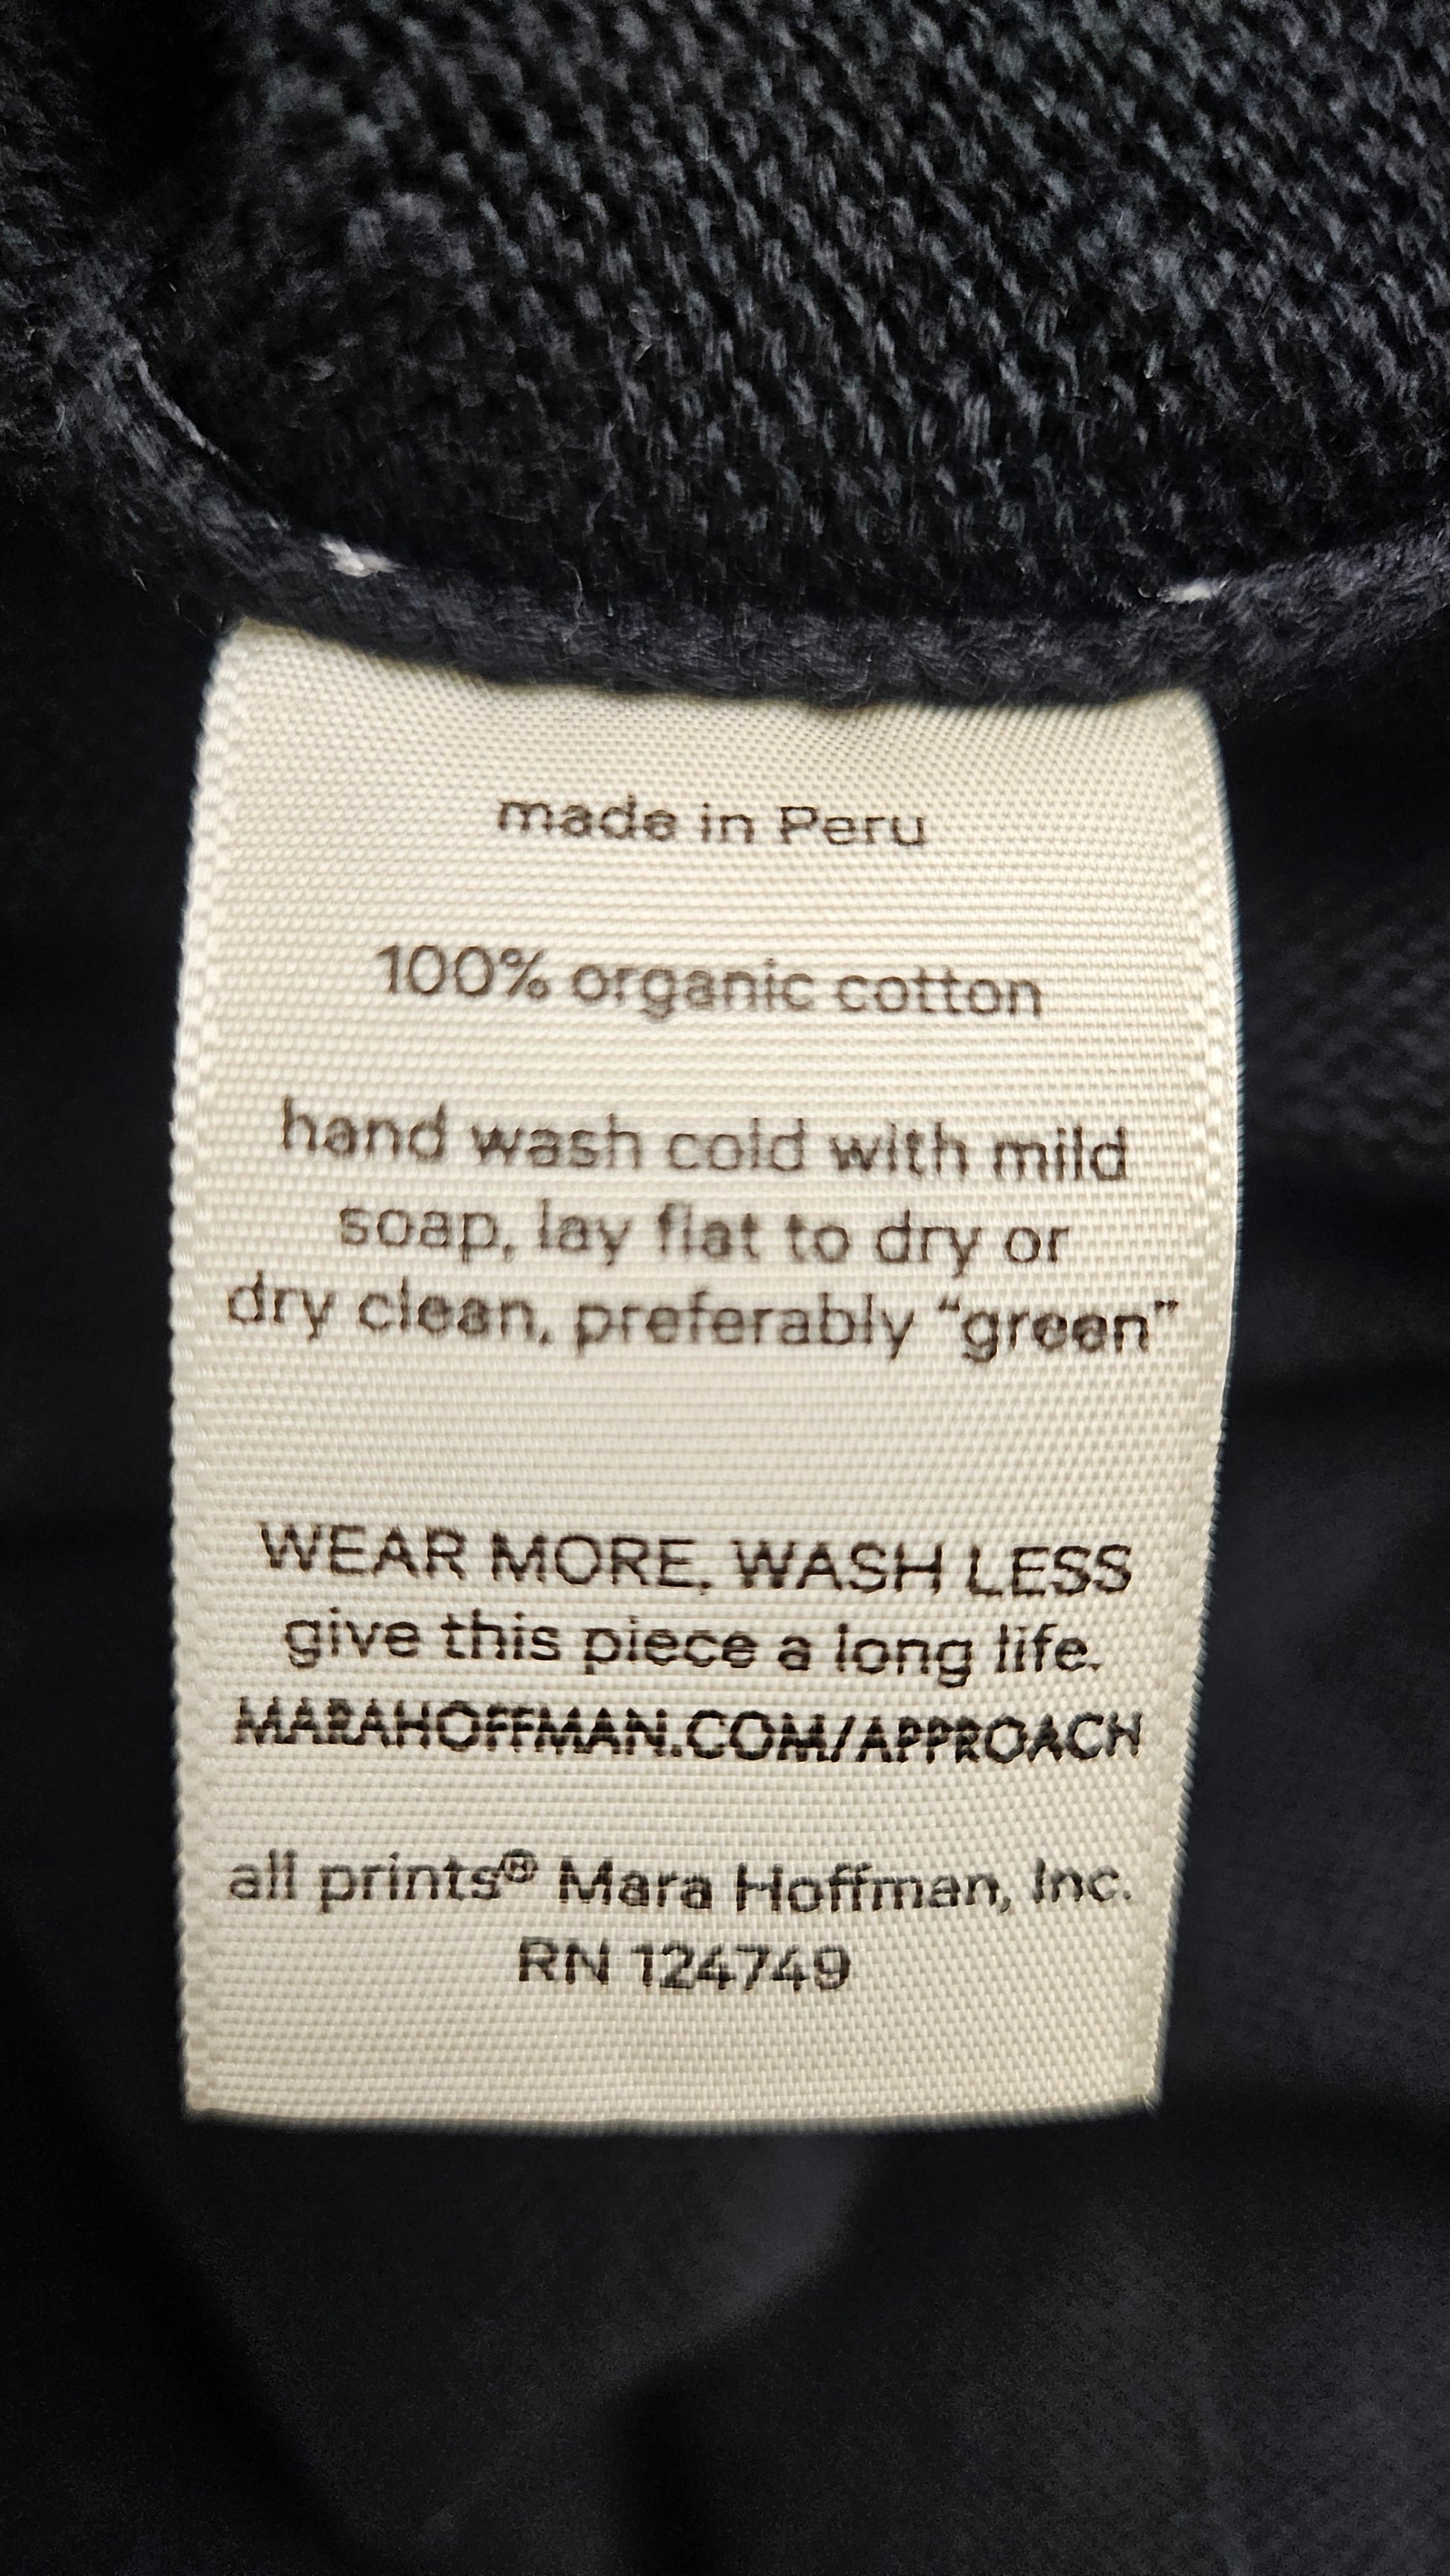 made in Peru
100% organic cotton
hand wash cold with mild
soap, lay flat to dry or
dry clean, preferably “green”
WEAR MORE, WASH LESS
give this piece a long life.
MARAHOFFMAN.COM/APPROACH
all prints® Mara Hoffman, Inc.
RN 124749